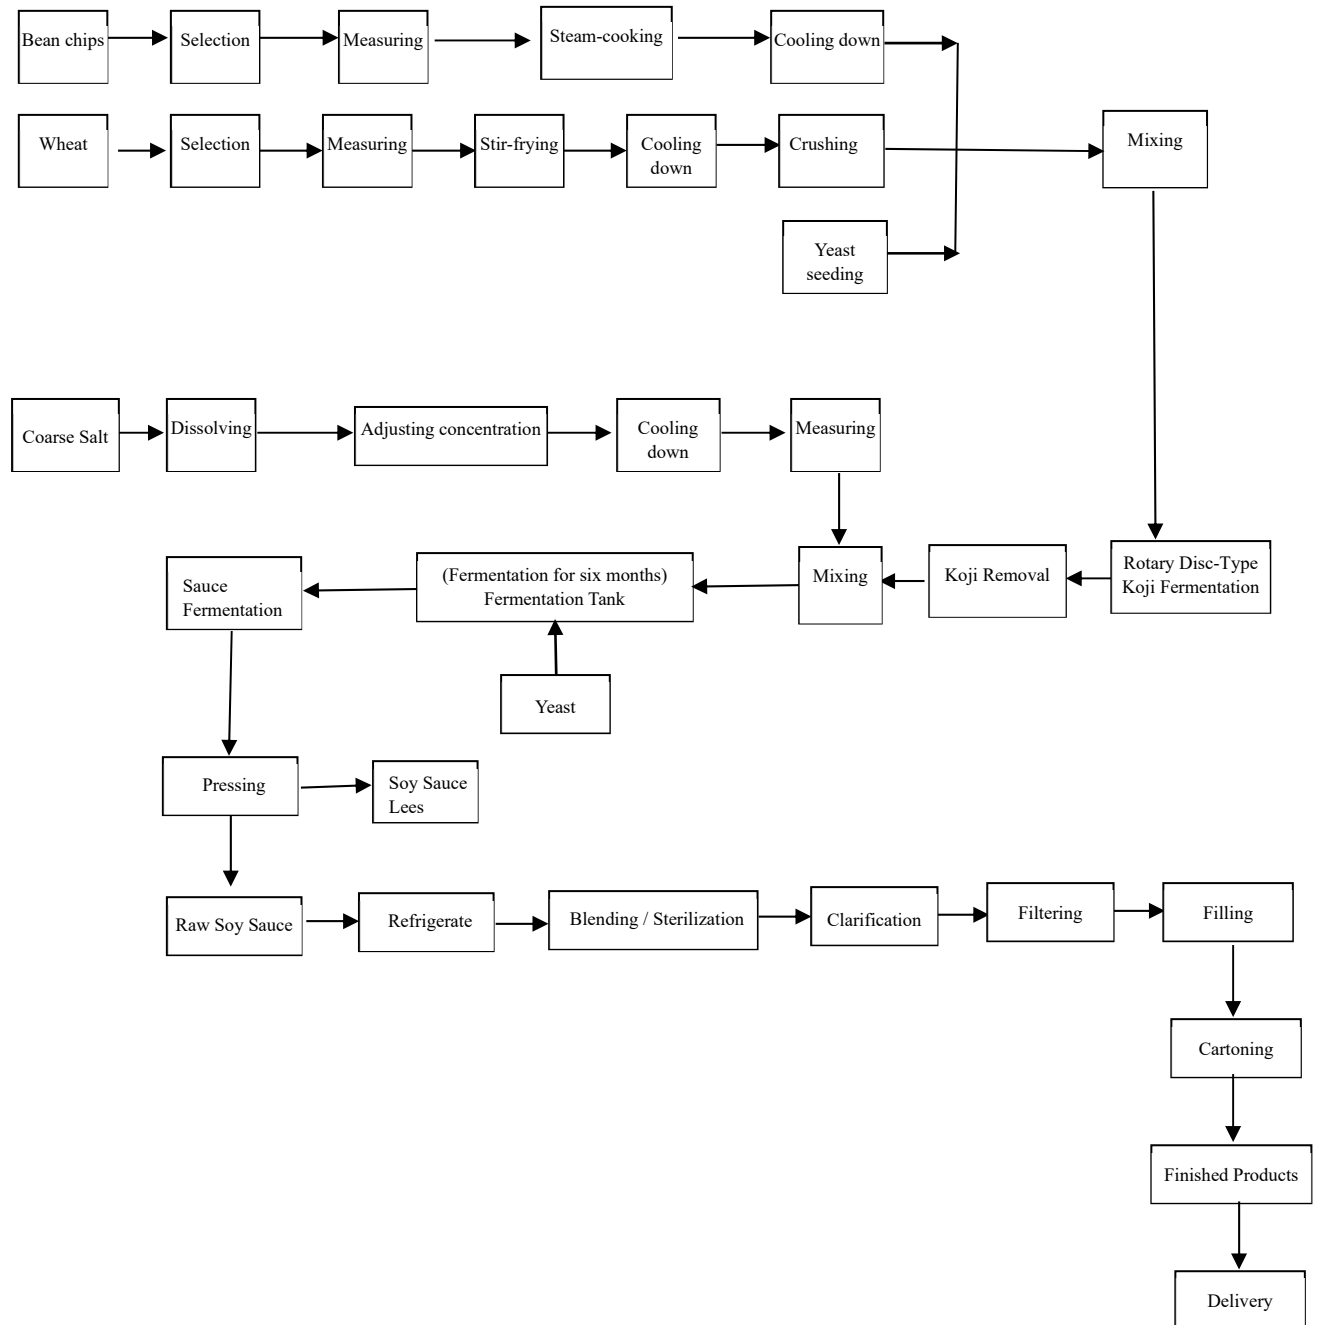 Bean chips
Selection
Measuring
Steam-cooking
Cooling down
Wheat
Selection
Measuring
Stir-frying
Cooling
down
Crushing
Mixing
Yeast
seeding
Coarse Salt
Dissolving
Adjusting concentration
Cooling
down
Measuring
Sauce
Fermentation
(Fermentation for six months)
Fermentation Tank
Mixing
Koji Removal
Rotary Disc-Type
Koji Fermentation
Yeast
Pressing
Soy Sauce
Lees
Raw Soy Sauce
Refrigerate
Blending / Sterilization
Clarification
Filtering
Filling
Cartoning
Finished Products
Delivery